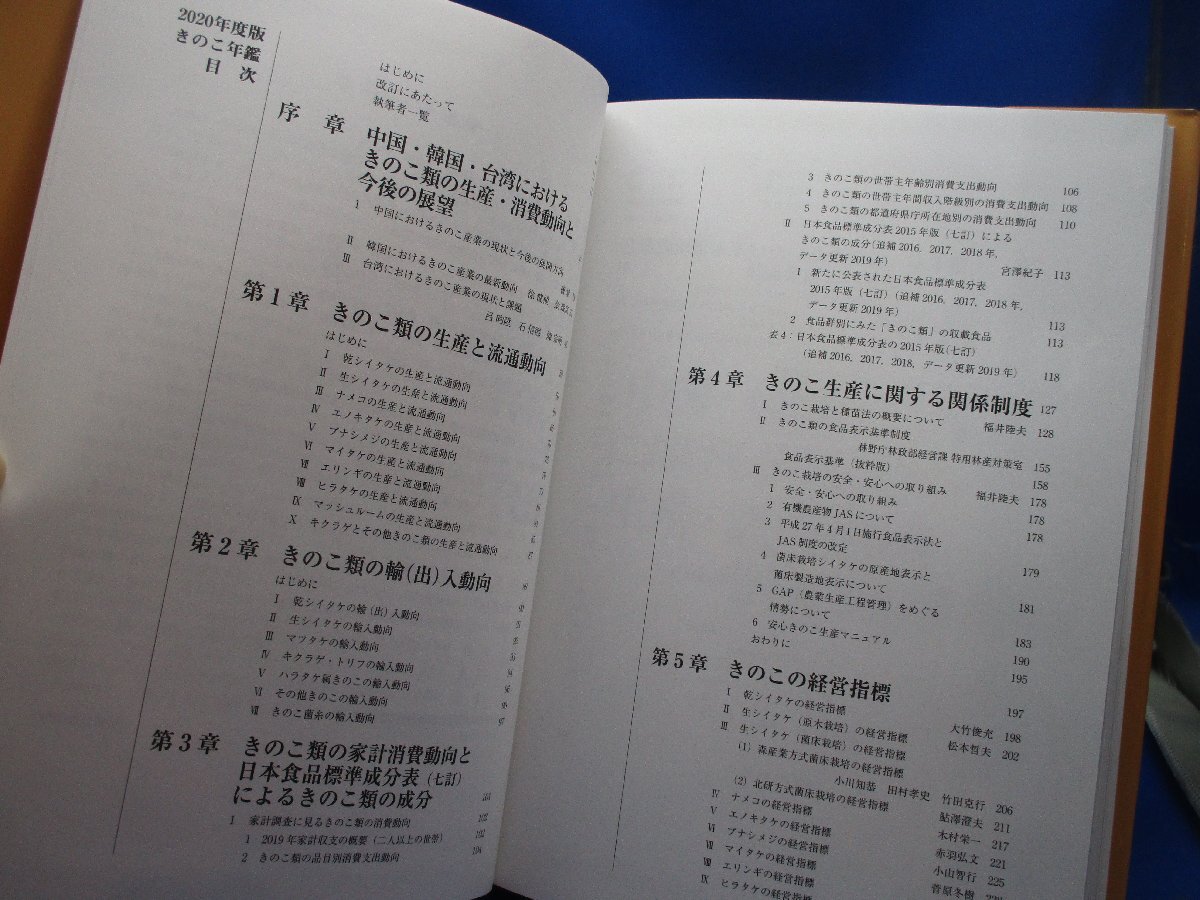 2020年度版
きのこ年鑑
目 次
はじめに
改訂にあたって
執筆者一覧
序 章 中国・韓国・台湾における
きのこ類の生産・消費動向と
今後の展望
Ⅰ 中国におけるきのこ産業の現状と今後の発展方向
Ⅱ 韓国におけるきのこ産業の最新動向
Ⅲ 台湾におけるきのこ産業の現状と課題
第1章 きのこ類の生産と流通動向
はじめに
Ⅰ 乾シイタケの生産と流通動向
Ⅱ 生シイタケの生産と流通動向
Ⅲ ナメコの生産と流通動向
Ⅳ エノキタケの生産と流通動向
Ⅴ ブナシメジの生産と流通動向
Ⅵ マイタケの生産と流通動向
Ⅶ エリンギの生産と流通動向
Ⅷ ヒラタケの生産と流通動向
Ⅸ マッシュルームの生産と流通動向
Ⅹ キクラゲとその他きのこ類の生産と流通動向
第2章 きのこ類の輸(出)入動向
はじめに
Ⅰ 乾シイタケの輸(出)入動向
Ⅱ 生シイタケの輸入動向
Ⅲ マツタケの輸入動向
Ⅳ キクラゲ・トリフの輸入動向
Ⅴ ハラタケ属きのこの輸入動向
Ⅵ その他きのこの輸入動向
Ⅶ きのこ菌糸の輸入動向
第3章 きのこ類の家計消費動向と
日本食品標準成分表(七訂)
によるきのこ類の成分 101
Ⅰ 家計調査に見るきのこ類の消費動向 102
1 2019年家計収支の概要(二人以上の世帯) 102
2 きのこ類の品目別消費支出動向 104
3 きのこ類の世帯主年齢別消費支出動向 106
4 きのこ類の世帯主年間収入階級別の消費支出動向 108
5 きのこ類の都道府県庁所在地別の消費支出動向 110
Ⅱ 日本食品標準成分表2015年版(七訂)による
きのこ類の成分(追補2016, 2017, 2018年,
データ更新2019年) 宮澤紀子 113
1 新たに公表された日本食品標準成分表
2015年版(七訂)(追補2016, 2017, 2018年,
データ更新2019年) 113
2 食品群別にみた「きのこ類」の収載食品 113
表4：日本食品標準成分表の2015年版(七訂)
(追補2016, 2017, 2018, データ更新2019年) 118
第4章 きのこ生産に関する関係制度 127
Ⅰ きのこ栽培と種苗法の概要について 福井陸夫 128
Ⅱ きのこ類の食品表示基準制度
林野庁林政部経営課 特用林産対策室 155
食品表示基準(抜粋版) 158
Ⅲ きのこ栽培の安全・安心への取り組み 福井陸夫 178
1 安全・安心への取り組み 178
2 有機農産物JASについて 178
3 平成27年4月1日施行食品表示法と
JAS制度の改定 179
4 菌床栽培シイタケの原産地表示と
菌床製造地表示について 181
5 GAP(農業生産工程管理)をめぐる
情勢について 183
6 安心きのこ生産マニュアル 190
おわりに 195
第5章 きのこの経営指標 197
Ⅰ 乾シイタケの経営指標 大竹俊充 198
Ⅱ 生シイタケ(原木栽培)の経営指標 松本哲夫 202
Ⅲ 生シイタケ(菌床栽培)の経営指標
(1) 森産業方式菌床栽培の経営指標
小川知基 田村孝史 竹田克行 206
(2) 北研方式菌床栽培の経営指標 鮎澤澄夫 211
Ⅳ ナメコの経営指標 木村栄一 217
Ⅴ エノキタケの経営指標 赤羽弘文 221
Ⅵ ブナシメジの経営指標 小山智行 225
Ⅶ マイタケの経営指標 菅原冬樹
Ⅷ エリンギの経営指標
Ⅸ ヒラタケの経営指標